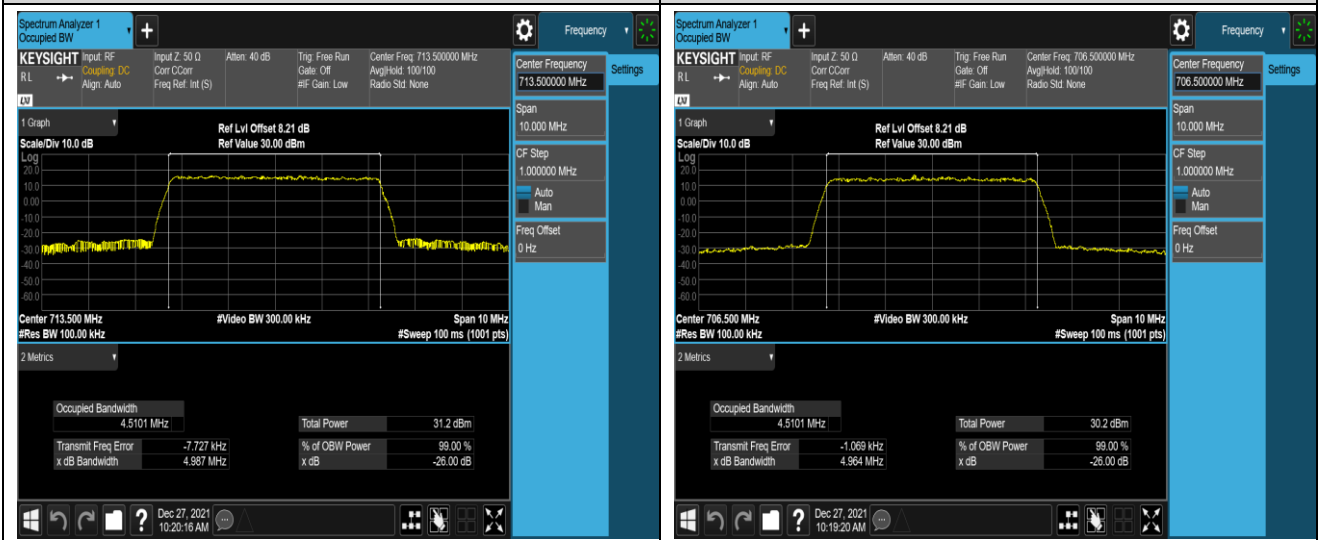 Spectrum Analyzer 1
Occupied BW
+
Frequency
KEYSIGHT Input: RF Input Z: 50 Ω Atten: 40 dB Trig: Free Run Center Freq: 713.500000 MHz
RL Coupling: DC Corr CCorr Gate: Off Avg|Hold: 100/100
Align: Auto Freq Ref: Int (S) #IF Gain: Low Radio Std: None
LXI
Center Frequency
713.500000 MHz
Settings
Span
10.000 MHz
CF Step
1.000000 MHz
Auto
Man
Freq Offset
0 Hz
1 Graph
Ref Lvl Offset 8.21 dB
Scale/Div 10.0 dB Ref Value 30.00 dBm
Log
20.0
10.0
0.00
-10.0
-20.0
-30.0
-40.0
-50.0
-60.0
Center 713.500 MHz #Video BW 300.00 kHz Span 10 MHz
#Res BW 100.00 kHz #Sweep 100 ms (1001 pts)
2 Metrics
Occupied Bandwidth
4.5101 MHz Total Power 31.2 dBm
Transmit Freq Error -7.727 kHz % of OBW Power 99.00 %
x dB Bandwidth 4.987 MHz x dB -26.00 dB
? Dec 27, 2021
10:20:16 AM
Spectrum Analyzer 1
Occupied BW
+
Frequency
KEYSIGHT Input: RF Input Z: 50 Ω Atten: 40 dB Trig: Free Run Center Freq: 706.500000 MHz
RL Coupling: DC Corr CCorr Gate: Off Avg|Hold: 100/100
Align: Auto Freq Ref: Int (S) #IF Gain: Low Radio Std: None
LXI
Center Frequency
706.500000 MHz
Settings
Span
10.000 MHz
CF Step
1.000000 MHz
Auto
Man
Freq Offset
0 Hz
1 Graph
Ref Lvl Offset 8.21 dB
Scale/Div 10.0 dB Ref Value 30.00 dBm
Log
20.0
10.0
0.00
-10.0
-20.0
-30.0
-40.0
-50.0
-60.0
Center 706.500 MHz #Video BW 300.00 kHz Span 10 MHz
#Res BW 100.00 kHz #Sweep 100 ms (1001 pts)
2 Metrics
Occupied Bandwidth
4.5101 MHz Total Power 30.2 dBm
Transmit Freq Error -1.069 kHz % of OBW Power 99.00 %
x dB Bandwidth 4.964 MHz x dB -26.00 dB
? Dec 27, 2021
10:19:20 AM